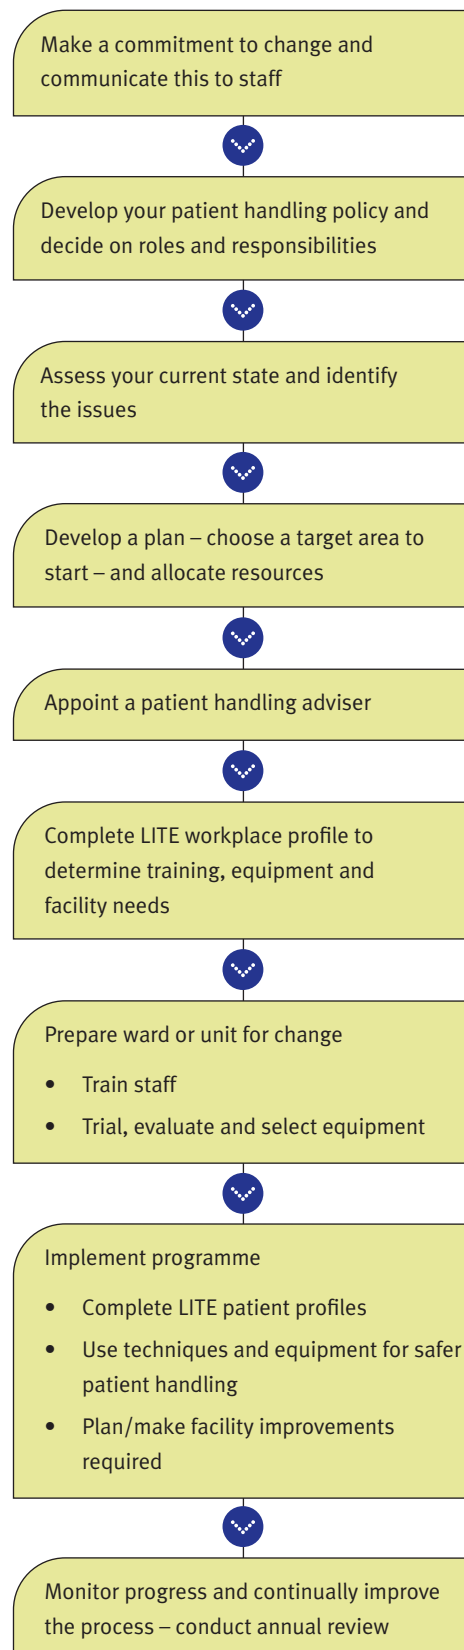 Make a commitment to change and
communicate this to staff
Develop your patient handling policy and
decide on roles and responsibilities
Assess your current state and identify
the issues
Develop a plan – choose a target area to
start – and allocate resources
Appoint a patient handling adviser
Complete LITE workplace profile to
determine training, equipment and
facility needs
Prepare ward or unit for change
• Train staff
• Trial, evaluate and select equipment
Implement programme
• Complete LITE patient profiles
• Use techniques and equipment for safer
patient handling
• Plan/make facility improvements
required
Monitor progress and continually improve
the process – conduct annual review